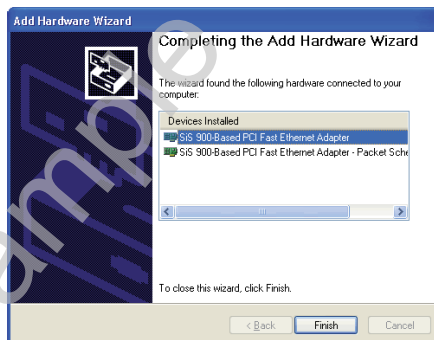 Add Hardware Wizard
Completing the Add Hardware Wizard
The wizard found the following hardware connected to your
computer:
Devices Installed
SiS 900-Based PCI Fast Ethernet Adapter
SiS 900-Based PCI Fast Ethernet Adapter - Packet Sche
To close this wizard, click Finish.
< Back Finish Cancel
ample